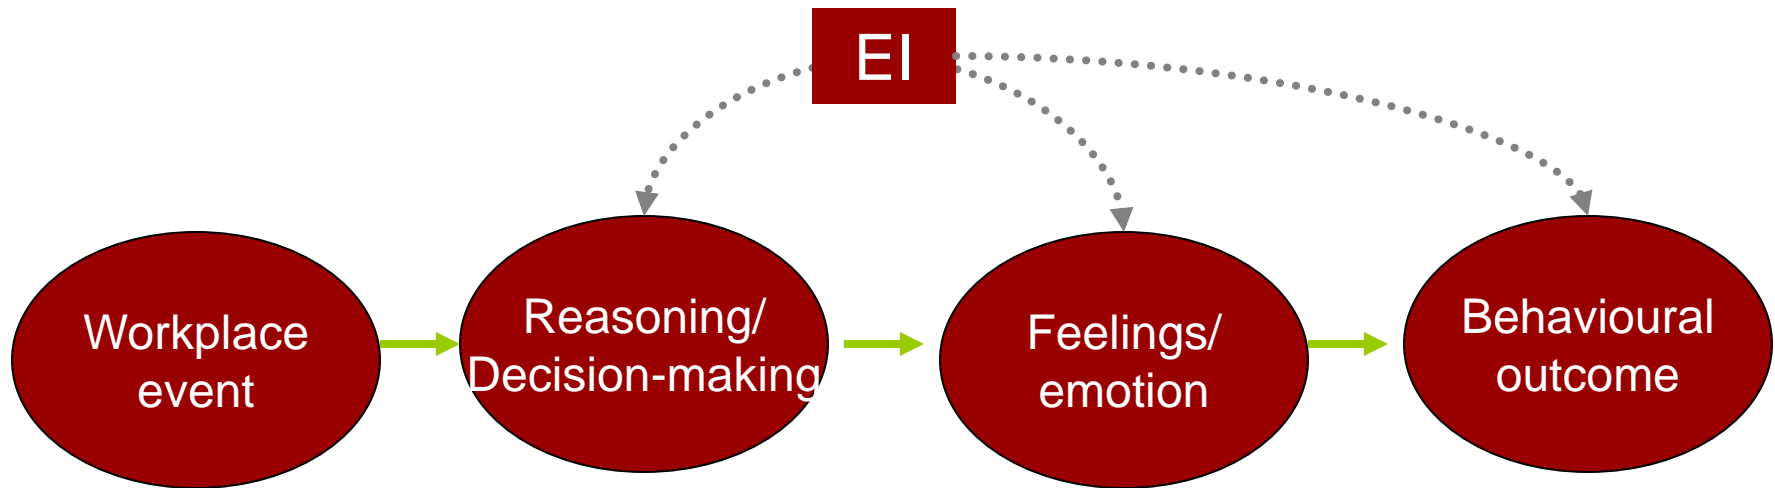 EI
Workplace
event
Reasoning/
Decision-making
Feelings/
emotion
Behavioural
outcome